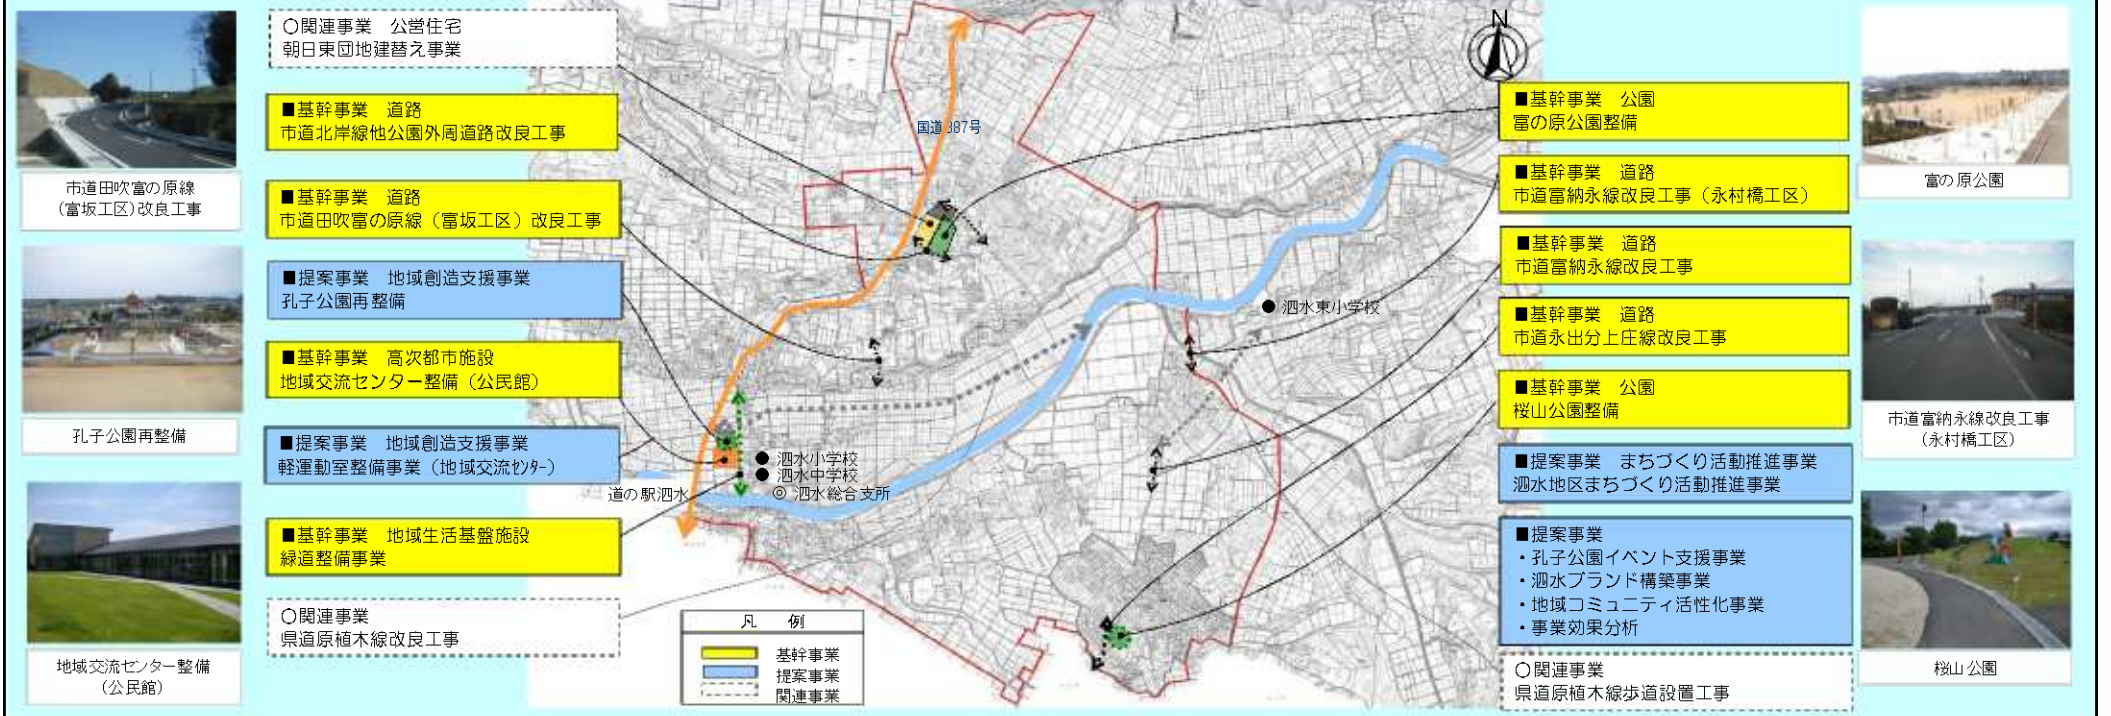 市道田吹富の原線
（富坂工区）改良工事
孔子公園再整備
地域交流センター整備
（公民館）
〇関連事業　公営住宅
朝日東団地建替え事業
■基幹事業　道路
市道北岸線他公園外周道路改良工事
■基幹事業　道路
市道田吹富の原線（富坂工区）改良工事
■提案事業　地域創造支援事業
孔子公園再整備
■基幹事業　高次都市施設
地域交流センター整備（公民館）
■提案事業　地域創造支援事業
軽運動室整備事業（地域交流ｾﾝﾀｰ）
■基幹事業　地域生活基盤施設
緑道整備事業
〇関連事業
県道原植木線改良工事
N
国道387号
泗水東小学校
泗水小学校
泗水中学校
泗水総合支所
道の駅泗水
凡　例
基幹事業
提案事業
関連事業
■基幹事業　公園
富の原公園整備
■基幹事業　道路
市道富納永線改良工事（永村橋工区）
■基幹事業　道路
市道富納永線改良工事
■基幹事業　道路
市道永出分上庄線改良工事
■基幹事業　公園
桜山公園整備
■提案事業　まちづくり活動推進事業
泗水地区まちづくり活動推進事業
■提案事業
・孔子公園イベント支援事業
・泗水ブランド構築事業
・地域コミュニティ活性化事業
・事業効果分析
〇関連事業
県道原植木線歩道設置工事
富の原公園
市道富納永線改良工事
（永村橋工区）
桜山公園